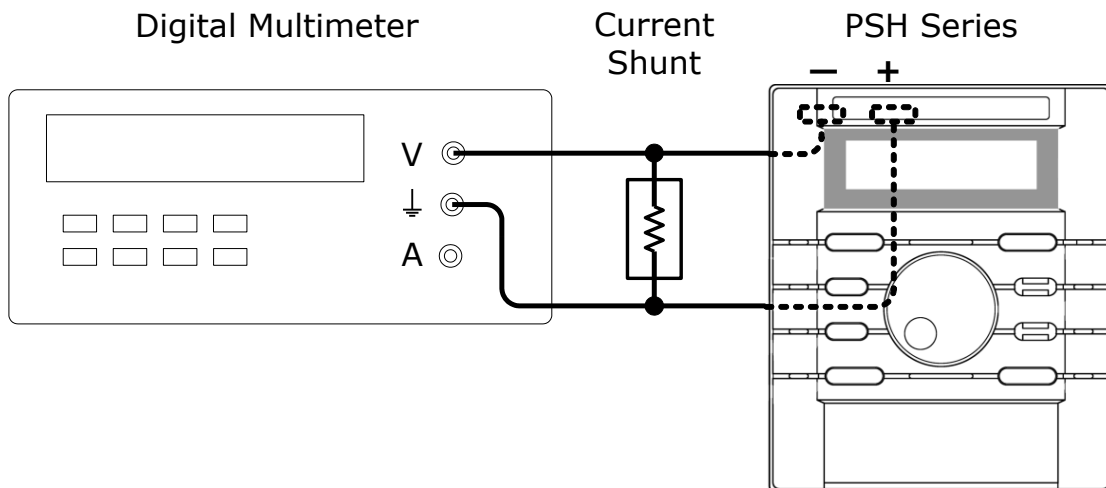 Digital Multimeter
Current
Shunt
PSH Series
− +
V
A